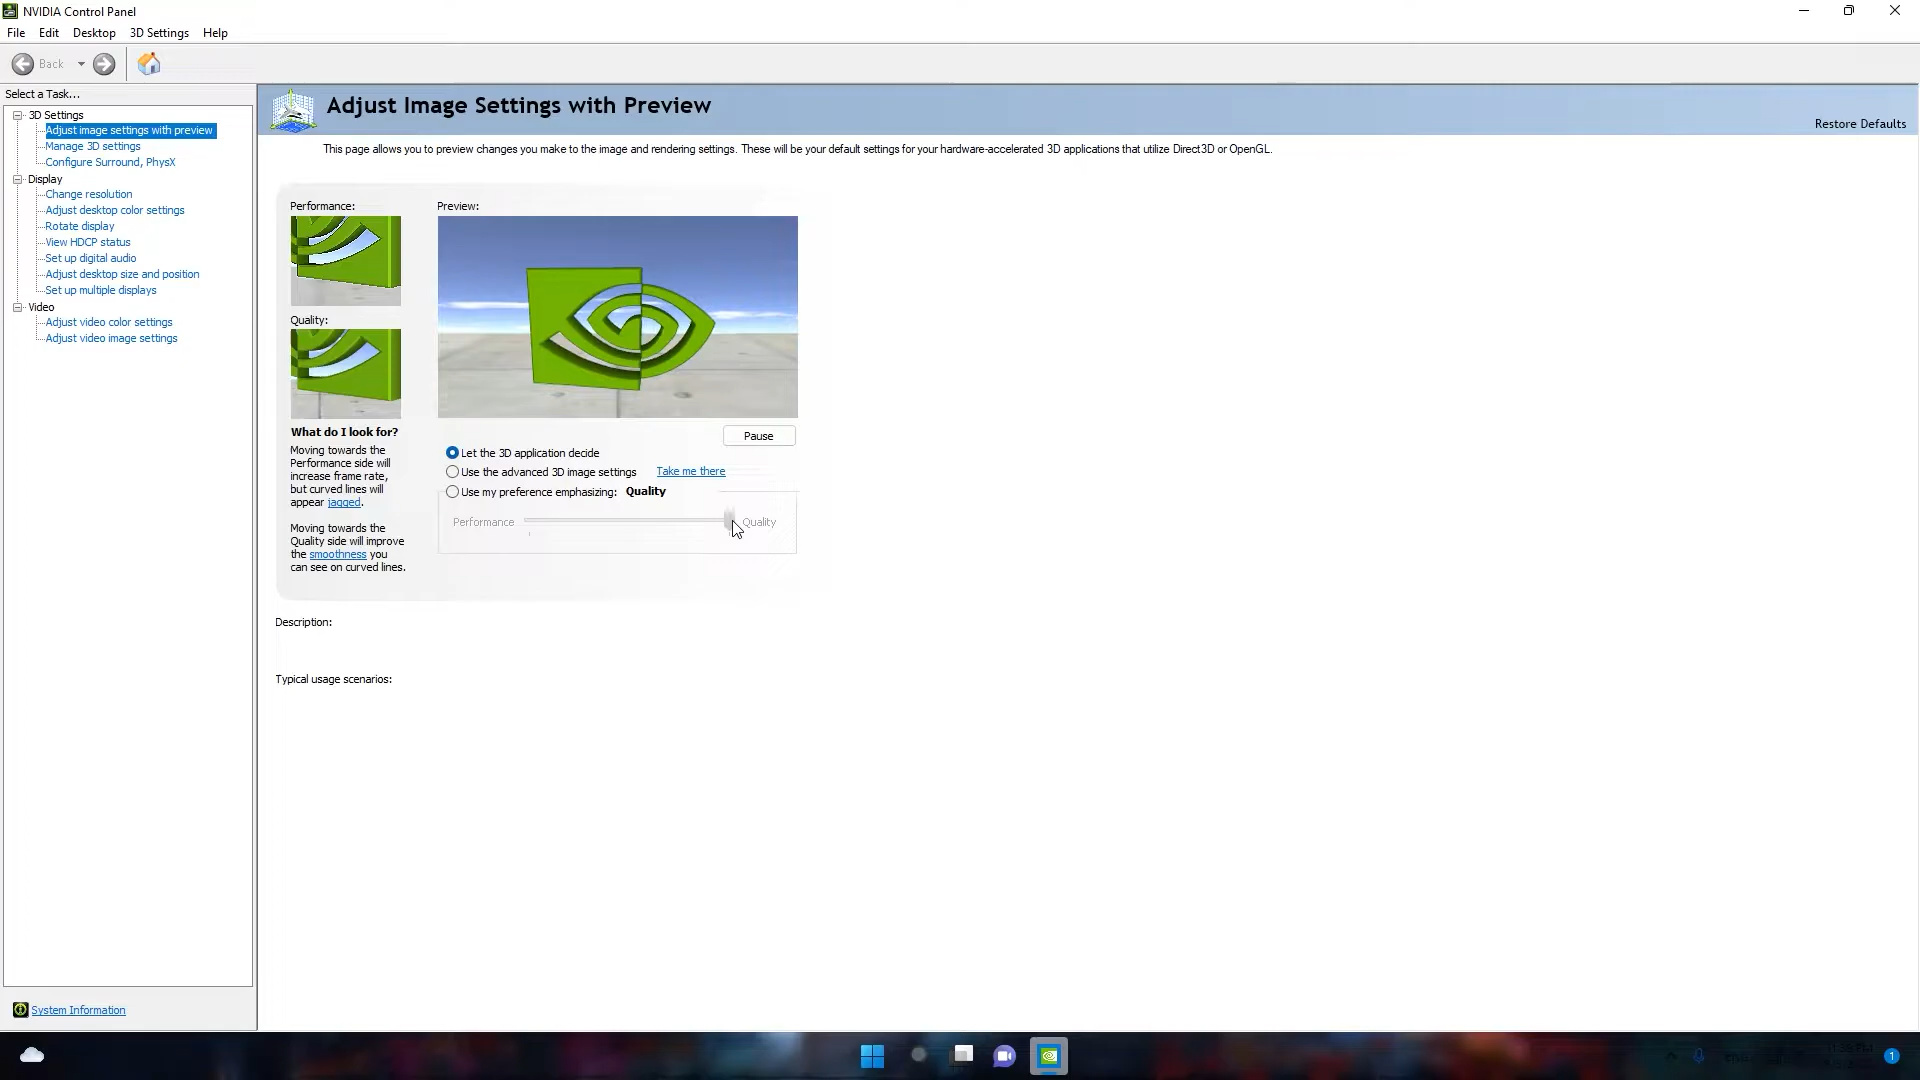 NVIDIA Control Panel
File Edit Desktop 3D Settings Help
Back
Select a Task...
3D Settings
Adjust image settings with preview
Manage 3D settings
Configure Surround, PhysX
Display
Change resolution
Adjust desktop color settings
Rotate display
View HDCP status
Set up digital audio
Adjust desktop size and position
Set up multiple displays
Video
Adjust video color settings
Adjust video image settings
System Information
Adjust Image Settings with Preview
Restore Defaults
This page allows you to preview changes you make to the image and rendering settings. These will be your default settings for your hardware-accelerated 3D applications that utilize Direct3D or OpenGL.
Performance:
Quality:
What do I look for?
Moving towards the
Performance side will
increase frame rate,
but curved lines will
appear jagged.
Moving towards the
Quality side will improve
the smoothness you
can see on curved lines.
Preview:
Pause
Let the 3D application decide
Use the advanced 3D image settings Take me there
Use my preference emphasizing: Quality
Performance Quality
Description:
Typical usage scenarios:
1